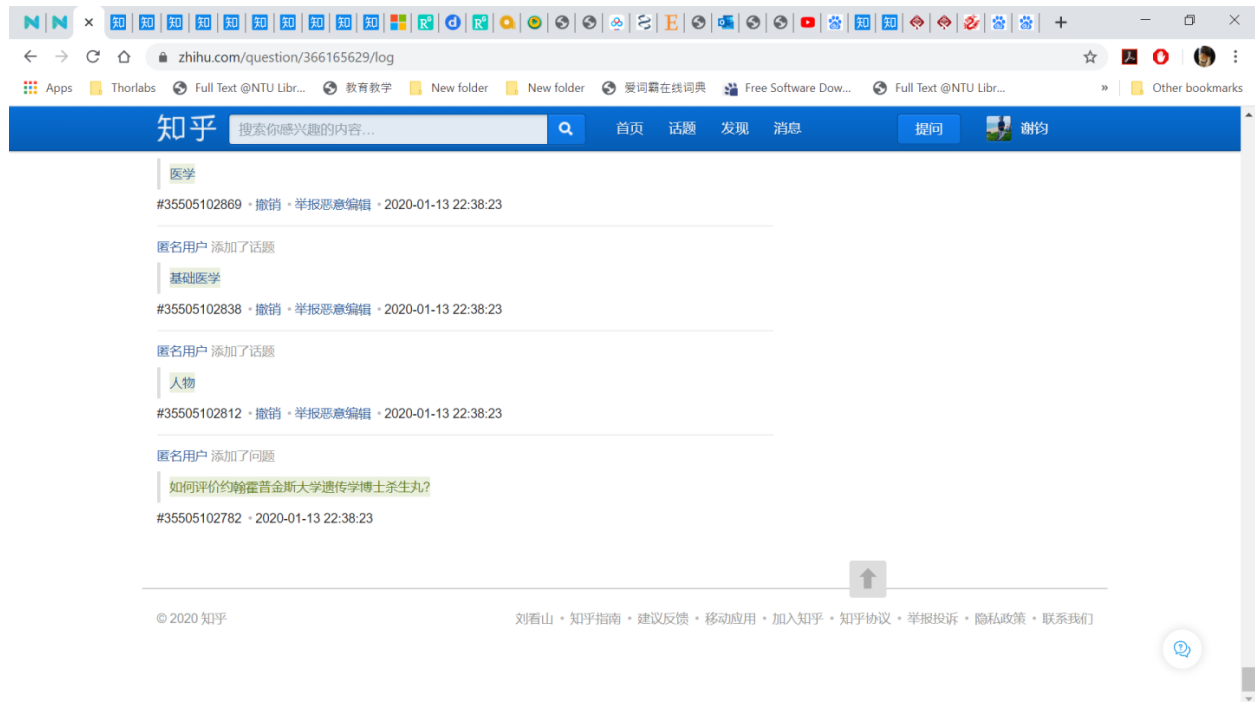 zhihu.com/question/366165629/log
Apps Thorlabs Full Text @NTU Libr... 教育教学 New folder New folder 爱词霸在线词典 Free Software Dow... Full Text @NTU Libr... » Other bookmarks
知乎 搜索你感兴趣的内容... 首页 话题 发现 消息 提问 谢钧
医学
#35505102869 • 撤销 • 举报恶意编辑 • 2020-01-13 22:38:23
匿名用户 添加了话题
基础医学
#35505102838 • 撤销 • 举报恶意编辑 • 2020-01-13 22:38:23
匿名用户 添加了话题
人物
#35505102812 • 撤销 • 举报恶意编辑 • 2020-01-13 22:38:23
匿名用户 添加了问题
如何评价约翰霍普金斯大学遗传学博士杀生丸?
#35505102782 • 2020-01-13 22:38:23
© 2020 知乎 刘看山 • 知乎指南 • 建议反馈 • 移动应用 • 加入知乎 • 知乎协议 • 举报投诉 • 隐私政策 • 联系我们